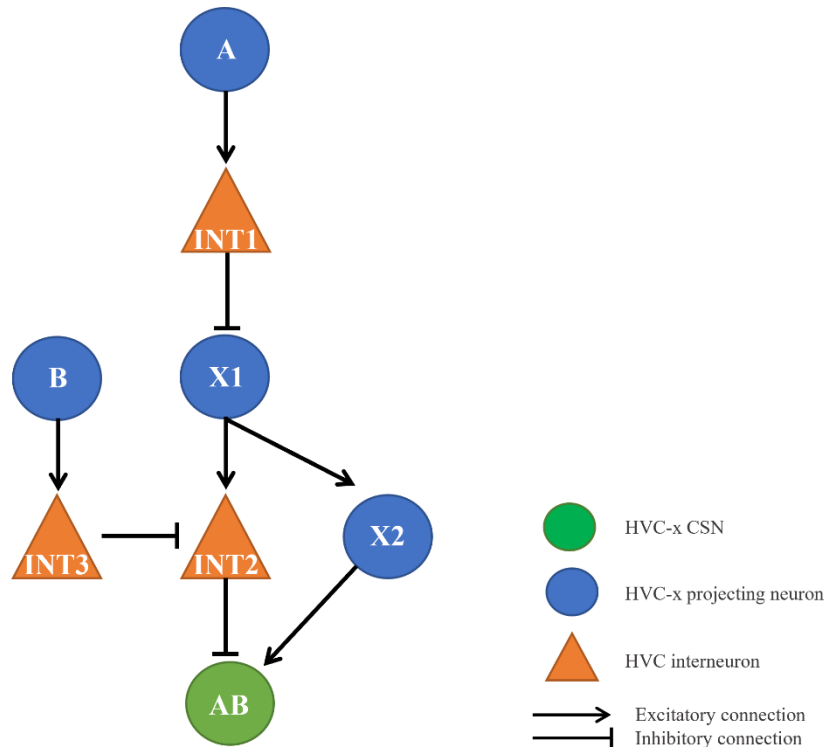 A
INT1
B
X1
INT3
INT2
X2
AB
HVC-x CSN
HVC-x projecting neuron
HVC interneuron
Excitatory connection
Inhibitory connection